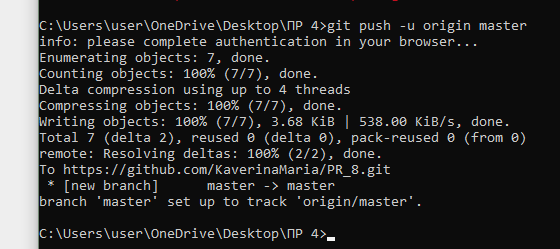 C:\Users\user\OneDrive\Desktop\ПР 4>git push -u origin master
info: please complete authentication in your browser...
Enumerating objects: 7, done.
Counting objects: 100% (7/7), done.
Delta compression using up to 4 threads
Compressing objects: 100% (7/7), done.
Writing objects: 100% (7/7), 3.68 KiB | 538.00 KiB/s, done.
Total 7 (delta 2), reused 0 (delta 0), pack-reused 0 (from 0)
remote: Resolving deltas: 100% (2/2), done.
To https://github.com/KaverinaMaria/PR_8.git
 * [new branch]      master -> master
branch 'master' set up to track 'origin/master'.
C:\Users\user\OneDrive\Desktop\ПР 4>